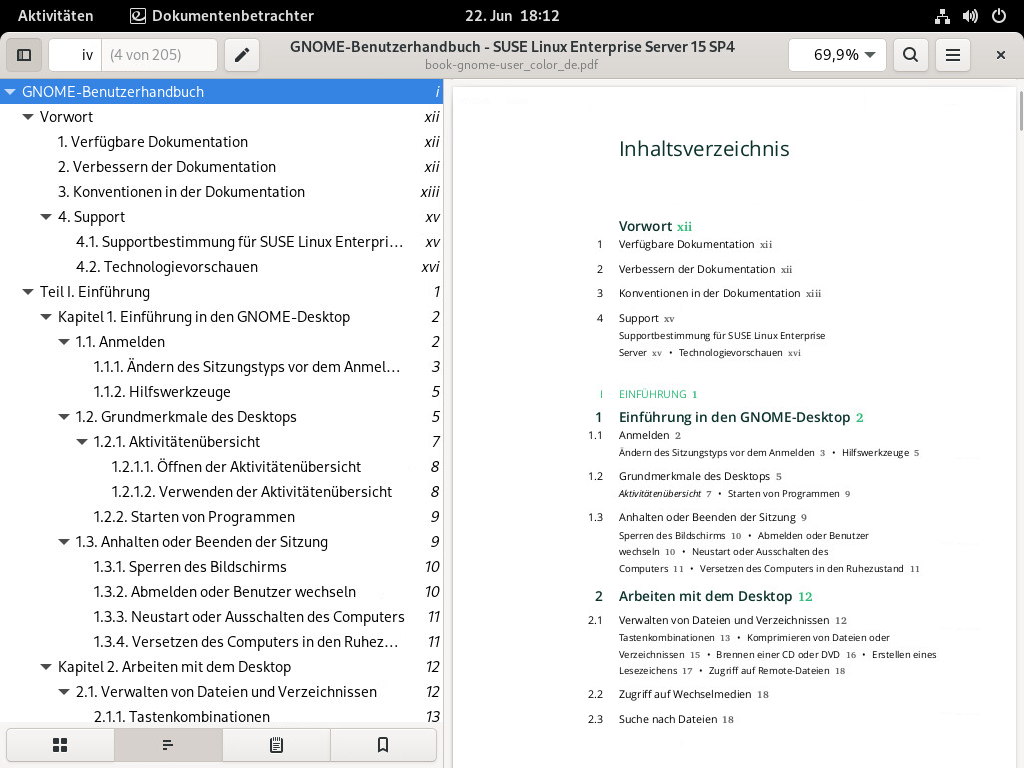 Aktivitäten
Dokumentenbetrachter
22. Jun 18:12
iv
(4 von 205)
GNOME-Benutzerhandbuch - SUSE Linux Enterprise Server 15 SP4
book-gnome-user_color_de.pdf
69,9%
GNOME-Benutzerhandbuch i
Vorwort xii
1. Verfügbare Dokumentation xii
2. Verbessern der Dokumentation xii
3. Konventionen in der Dokumentation xiii
4. Support xv
4.1. Supportbestimmung für SUSE Linux Enterpri… xv
4.2. Technologievorschauen xvi
Teil I. Einführung 1
Kapitel 1. Einführung in den GNOME-Desktop 2
1.1. Anmelden 2
1.1.1. Ändern des Sitzungstyps vor dem Anmel… 3
1.1.2. Hilfswerkzeuge 5
1.2. Grundmerkmale des Desktops 5
1.2.1. Aktivitätenübersicht 7
1.2.1.1. Öffnen der Aktivitätenübersicht 8
1.2.1.2. Verwenden der Aktivitätenübersicht 8
1.2.2. Starten von Programmen 9
1.3. Anhalten oder Beenden der Sitzung 9
1.3.1. Sperren des Bildschirms 10
1.3.2. Abmelden oder Benutzer wechseln 10
1.3.3. Neustart oder Ausschalten des Computers 11
1.3.4. Versetzen des Computers in den Ruhez… 11
Kapitel 2. Arbeiten mit dem Desktop 12
2.1. Verwalten von Dateien und Verzeichnissen 12
2.1.1. Tastenkombinationen 13
Inhaltsverzeichnis
Vorwort xii
1 Verfügbare Dokumentation xii
2 Verbessern der Dokumentation xii
3 Konventionen in der Dokumentation xiii
4 Support xv
Supportbestimmung für SUSE Linux Enterprise
Server xv • Technologievorschauen xvi
I EINFÜHRUNG 1
1 Einführung in den GNOME-Desktop 2
1.1 Anmelden 2
Ändern des Sitzungstyps vor dem Anmelden 3 • Hilfswerkzeuge 5
1.2 Grundmerkmale des Desktops 5
Aktivitätenübersicht 7 • Starten von Programmen 9
1.3 Anhalten oder Beenden der Sitzung 9
Sperren des Bildschirms 10 • Abmelden oder Benutzer
wechseln 10 • Neustart oder Ausschalten des
Computers 11 • Versetzen des Computers in den Ruhezustand 11
2 Arbeiten mit dem Desktop 12
2.1 Verwalten von Dateien und Verzeichnissen 12
Tastenkombinationen 13 • Komprimieren von Dateien oder
Verzeichnissen 15 • Brennen einer CD oder DVD 16 • Erstellen eines
Lesezeichens 17 • Zugriff auf Remote-Dateien 18
2.2 Zugriff auf Wechselmedien 18
2.3 Suche nach Dateien 18